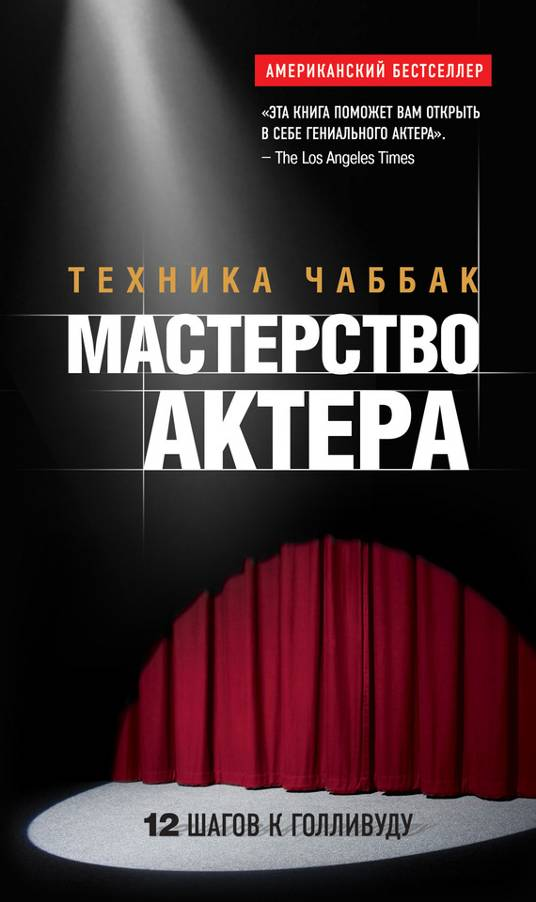 АМЕРИКАНСКИЙ БЕСТСЕЛЛЕР
«ЭТА КНИГА ПОМОЖЕТ ВАМ ОТКРЫТЬ
В СЕБЕ ГЕНИАЛЬНОГО АКТЕРА».
– The Los Angeles Times
ТЕХНИКА ЧАББАК
МАСТЕРСТВО
АКТЕРА
12 ШАГОВ К ГОЛЛИВУДУ